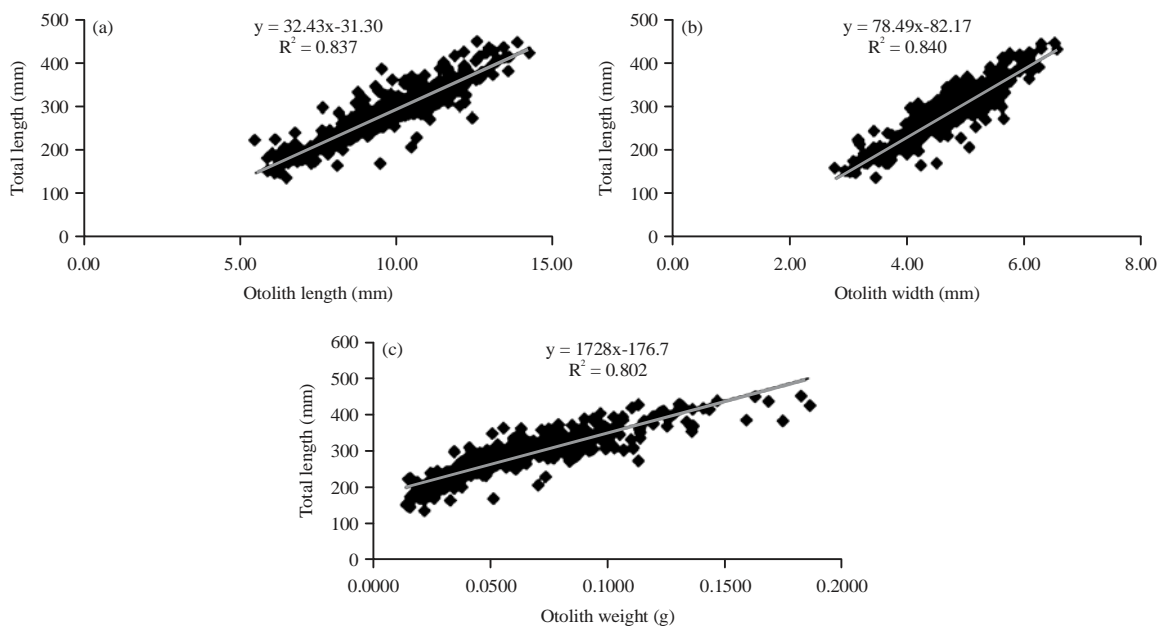 (a)
y = 32.43x-31.30
R² = 0.837
500
400
300
200
100
0
Total length (mm)
0.00 5.00 10.00 15.00
Otolith length (mm)
(b)
y = 78.49x-82.17
R² = 0.840
500
400
300
200
100
0
Total length (mm)
0.00 2.00 4.00 6.00 8.00
Otolith width (mm)
(c)
y = 1728x-176.7
R² = 0.802
600
500
400
300
200
100
0
Total length (mm)
0.0000 0.0500 0.1000 0.1500 0.2000
Otolith weight (g)